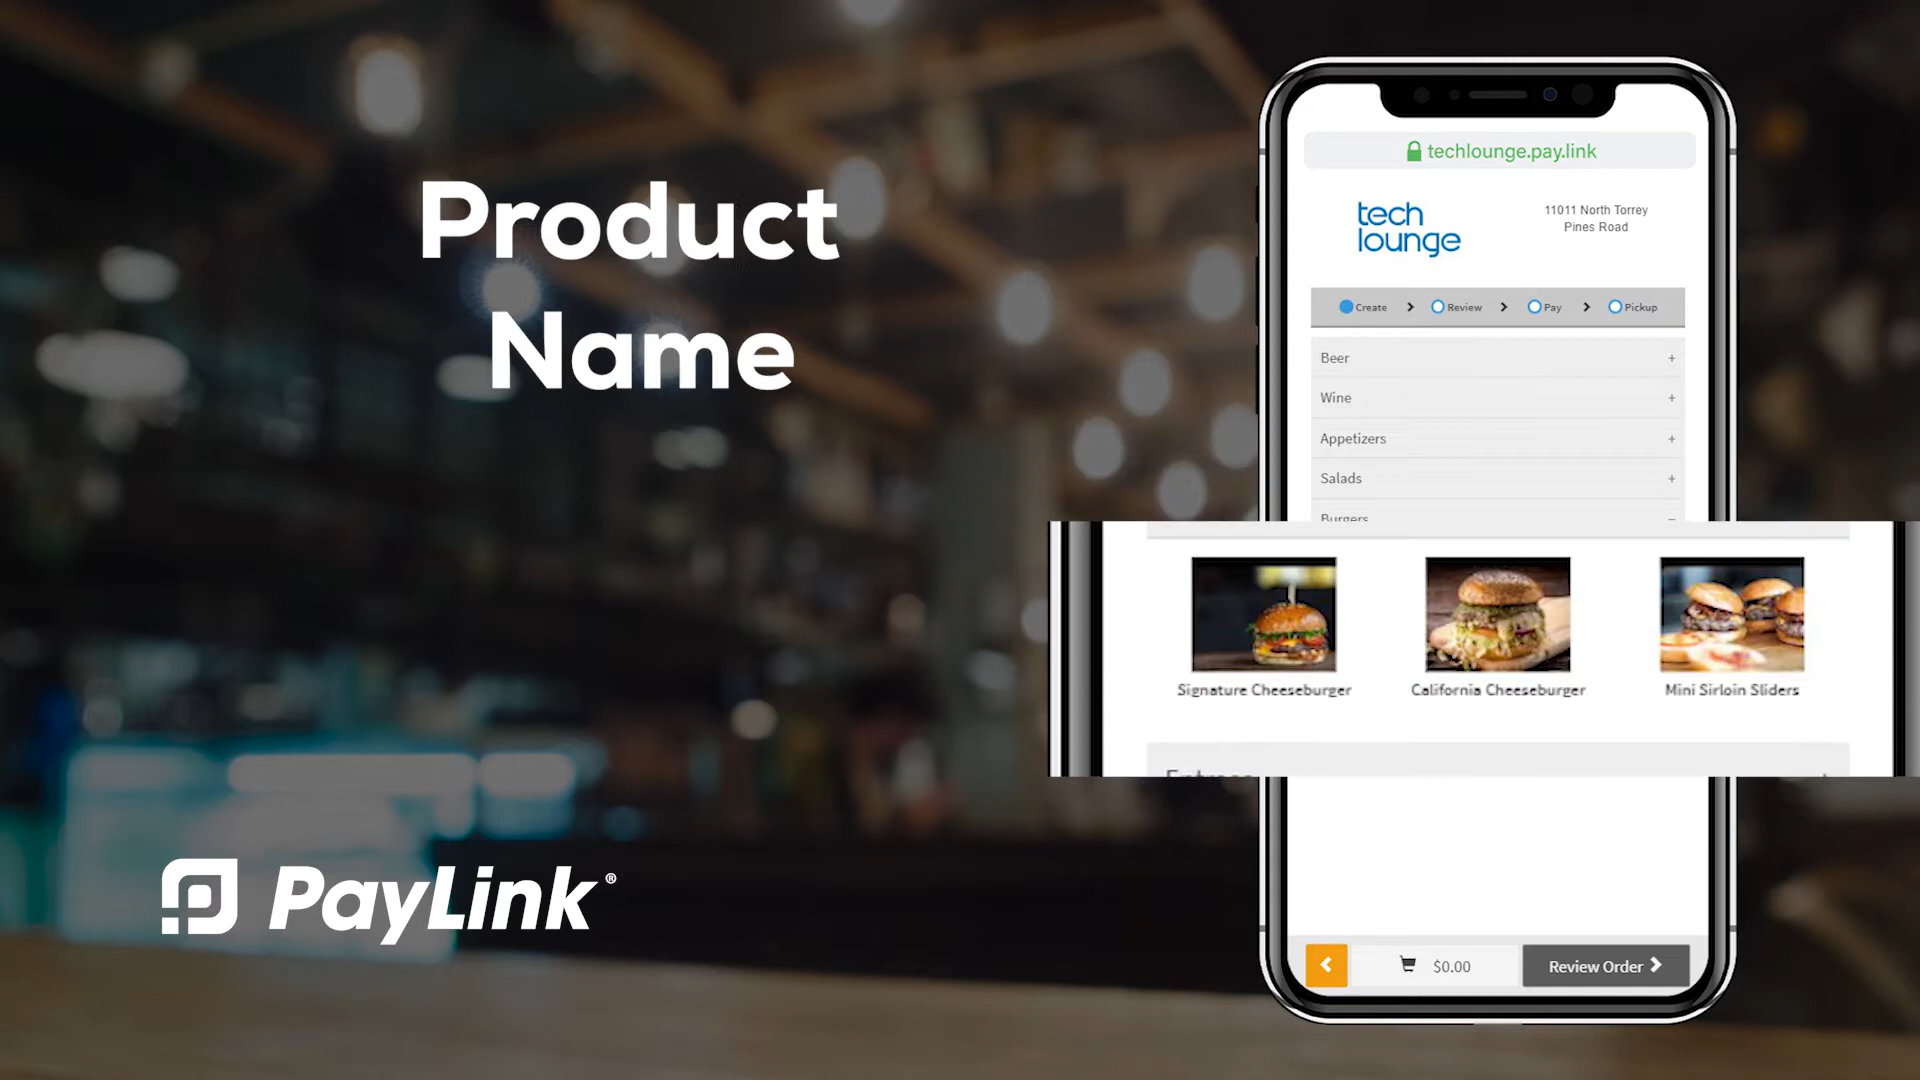 Product
Name
PayLink®
techlounge.pay.link
tech
lounge
11011 North Torrey
Pines Road
Create > Review > Pay > Pickup
Beer +
Wine +
Appetizers +
Salads +
Burgers −
Signature Cheeseburger
California Cheeseburger
Mini Sirloin Sliders
$0.00
Review Order